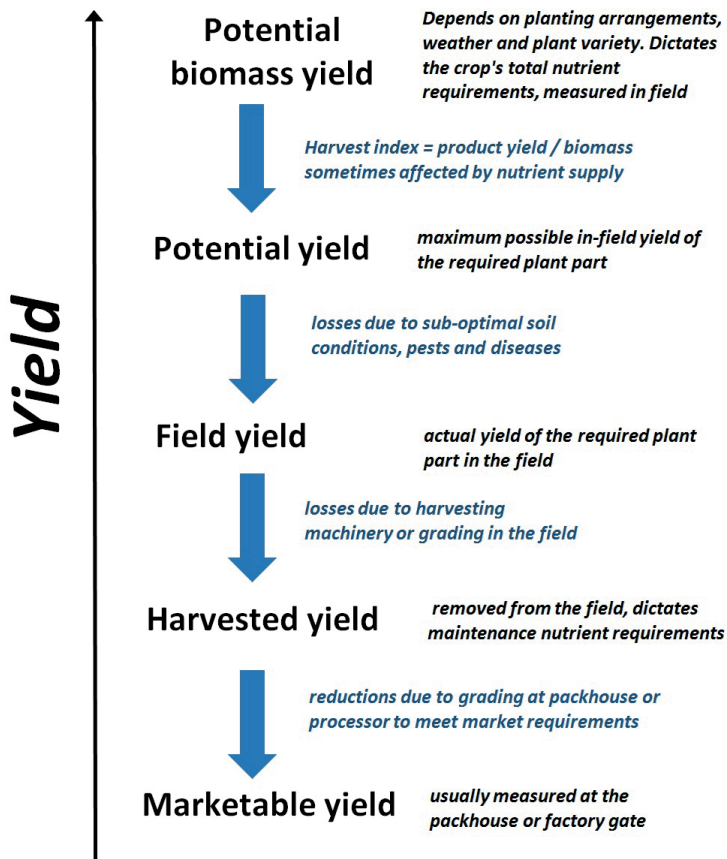 Yield
Potential
biomass yield
Depends on planting arrangements,
weather and plant variety. Dictates
the crop's total nutrient
requirements, measured in field
Harvest index = product yield / biomass
sometimes affected by nutrient supply
Potential yield
maximum possible in-field yield of
the required plant part
losses due to sub-optimal soil
conditions, pests and diseases
Field yield
actual yield of the required plant
part in the field
losses due to harvesting
machinery or grading in the field
Harvested yield
removed from the field, dictates
maintenance nutrient requirements
reductions due to grading at packhouse or
processor to meet market requirements
Marketable yield
usually measured at the
packhouse or factory gate